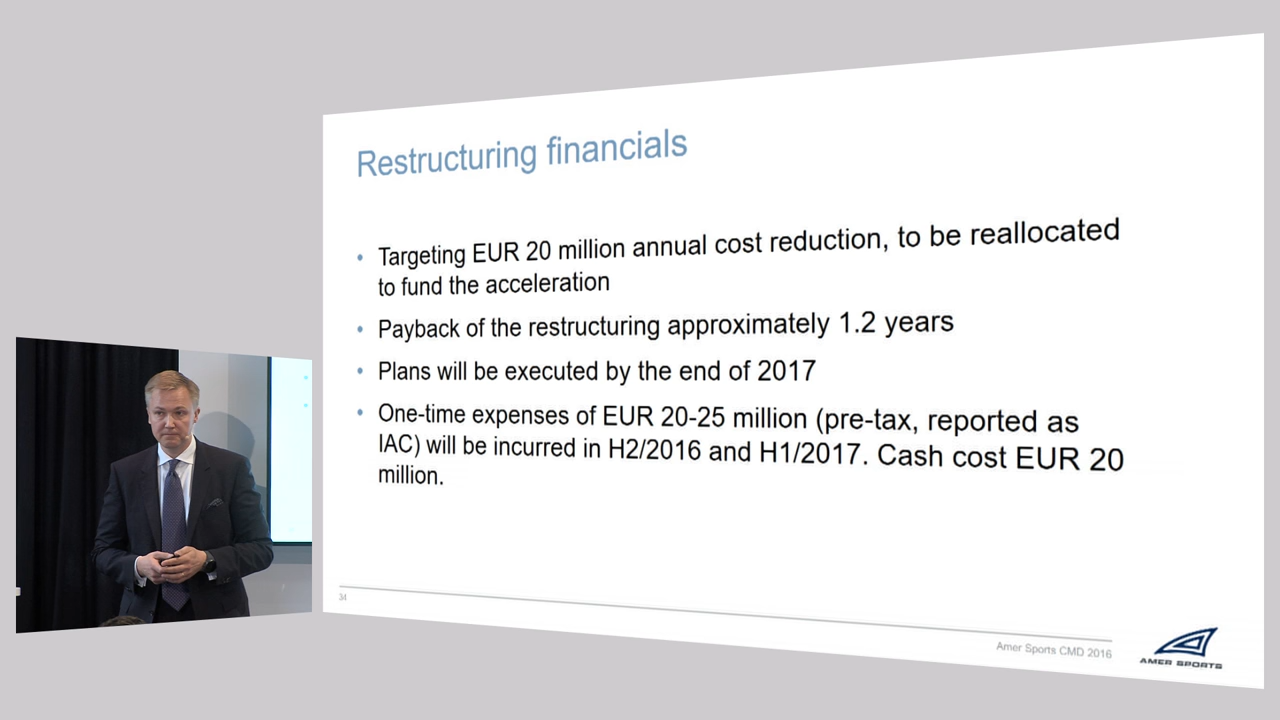 Restructuring financials
• Targeting EUR 20 million annual cost reduction, to be reallocated
to fund the acceleration
• Payback of the restructuring approximately 1.2 years
• Plans will be executed by the end of 2017
• One-time expenses of EUR 20-25 million (pre-tax, reported as
IAC) will be incurred in H2/2016 and H1/2017. Cash cost EUR 20
million.
34
Amer Sports CMD 2016
AMER SPORTS